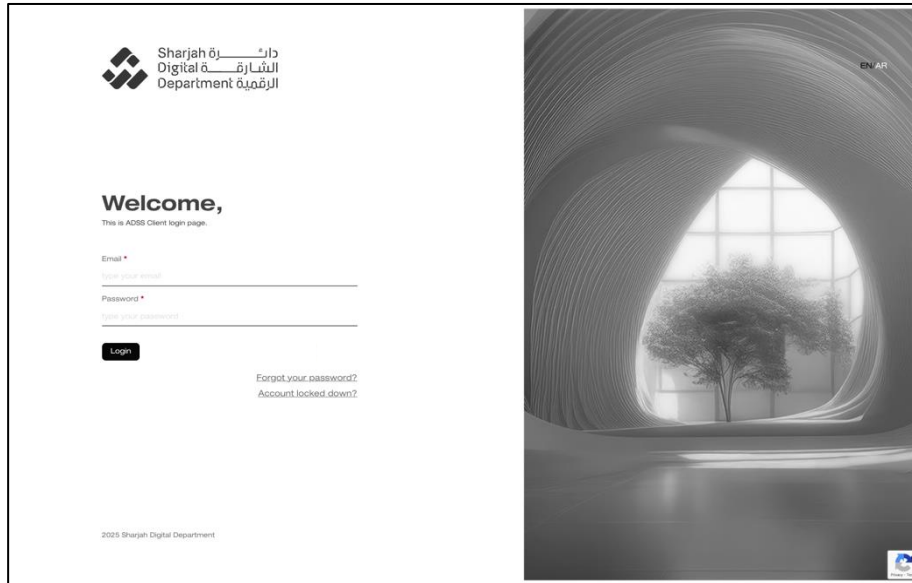 Sharjah دائرة
Digital الشارقة
Department الرقمية
EN AR
Welcome,
This is ADSS Client login page.
Email *
type your email
Password *
type your password
Login
Forgot your password?
Account locked down?
2025 Sharjah Digital Department